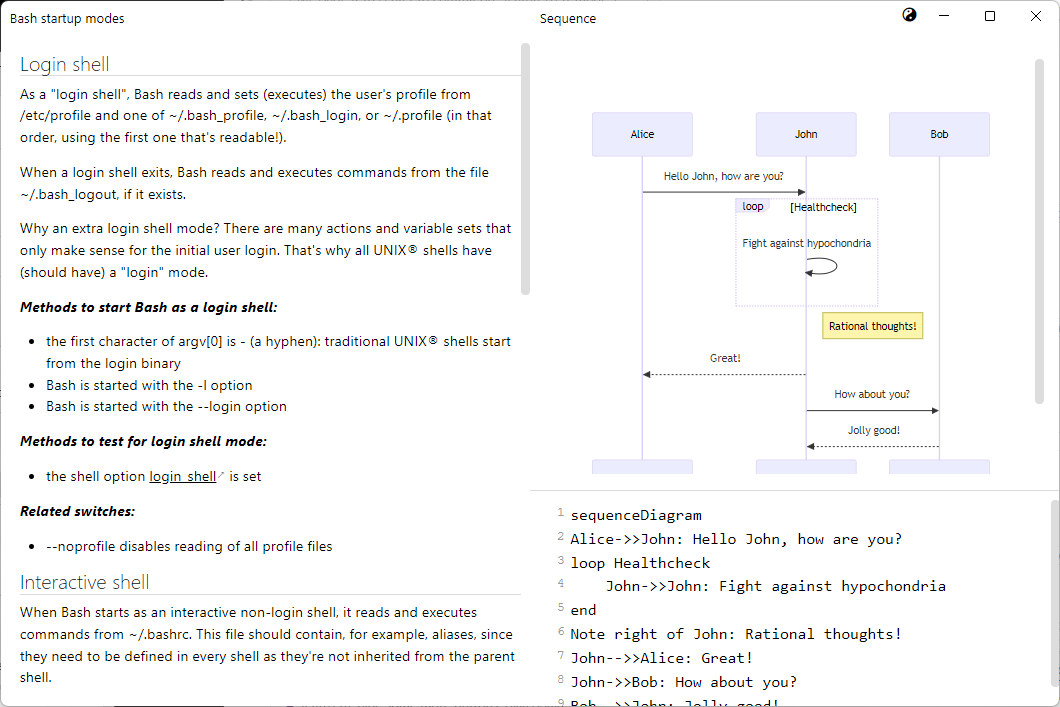 Bash startup modes
Login shell
As a "login shell", Bash reads and sets (executes) the user's profile from
/etc/profile and one of ~/.bash_profile, ~/.bash_login, or ~/.profile (in that
order, using the first one that's readable!).
When a login shell exits, Bash reads and executes commands from the file
~/.bash_logout, if it exists.
Why an extra login shell mode? There are many actions and variable sets that
only make sense for the initial user login. That's why all UNIX® shells have
(should have) a "login" mode.
Methods to start Bash as a login shell:
the first character of argv[0] is - (a hyphen): traditional UNIX® shells start
from the login binary
Bash is started with the -l option
Bash is started with the --login option
Methods to test for login shell mode:
the shell option login_shell is set
Related switches:
--noprofile disables reading of all profile files
Interactive shell
When Bash starts as an interactive non-login shell, it reads and executes
commands from ~/.bashrc. This file should contain, for example, aliases, since
they need to be defined in every shell as they're not inherited from the parent
shell.
Sequence
Alice John Bob
Hello John, how are you?
loop [Healthcheck]
Fight against hypochondria
Rational thoughts!
Great!
How about you?
Jolly good!
1 sequenceDiagram
2 Alice->>John: Hello John, how are you?
3 loop Healthcheck
4 John->>John: Fight against hypochondria
5 end
6 Note right of John: Rational thoughts!
7 John-->>Alice: Great!
8 John->>Bob: How about you?
9 Bob-->>John: Jolly good!